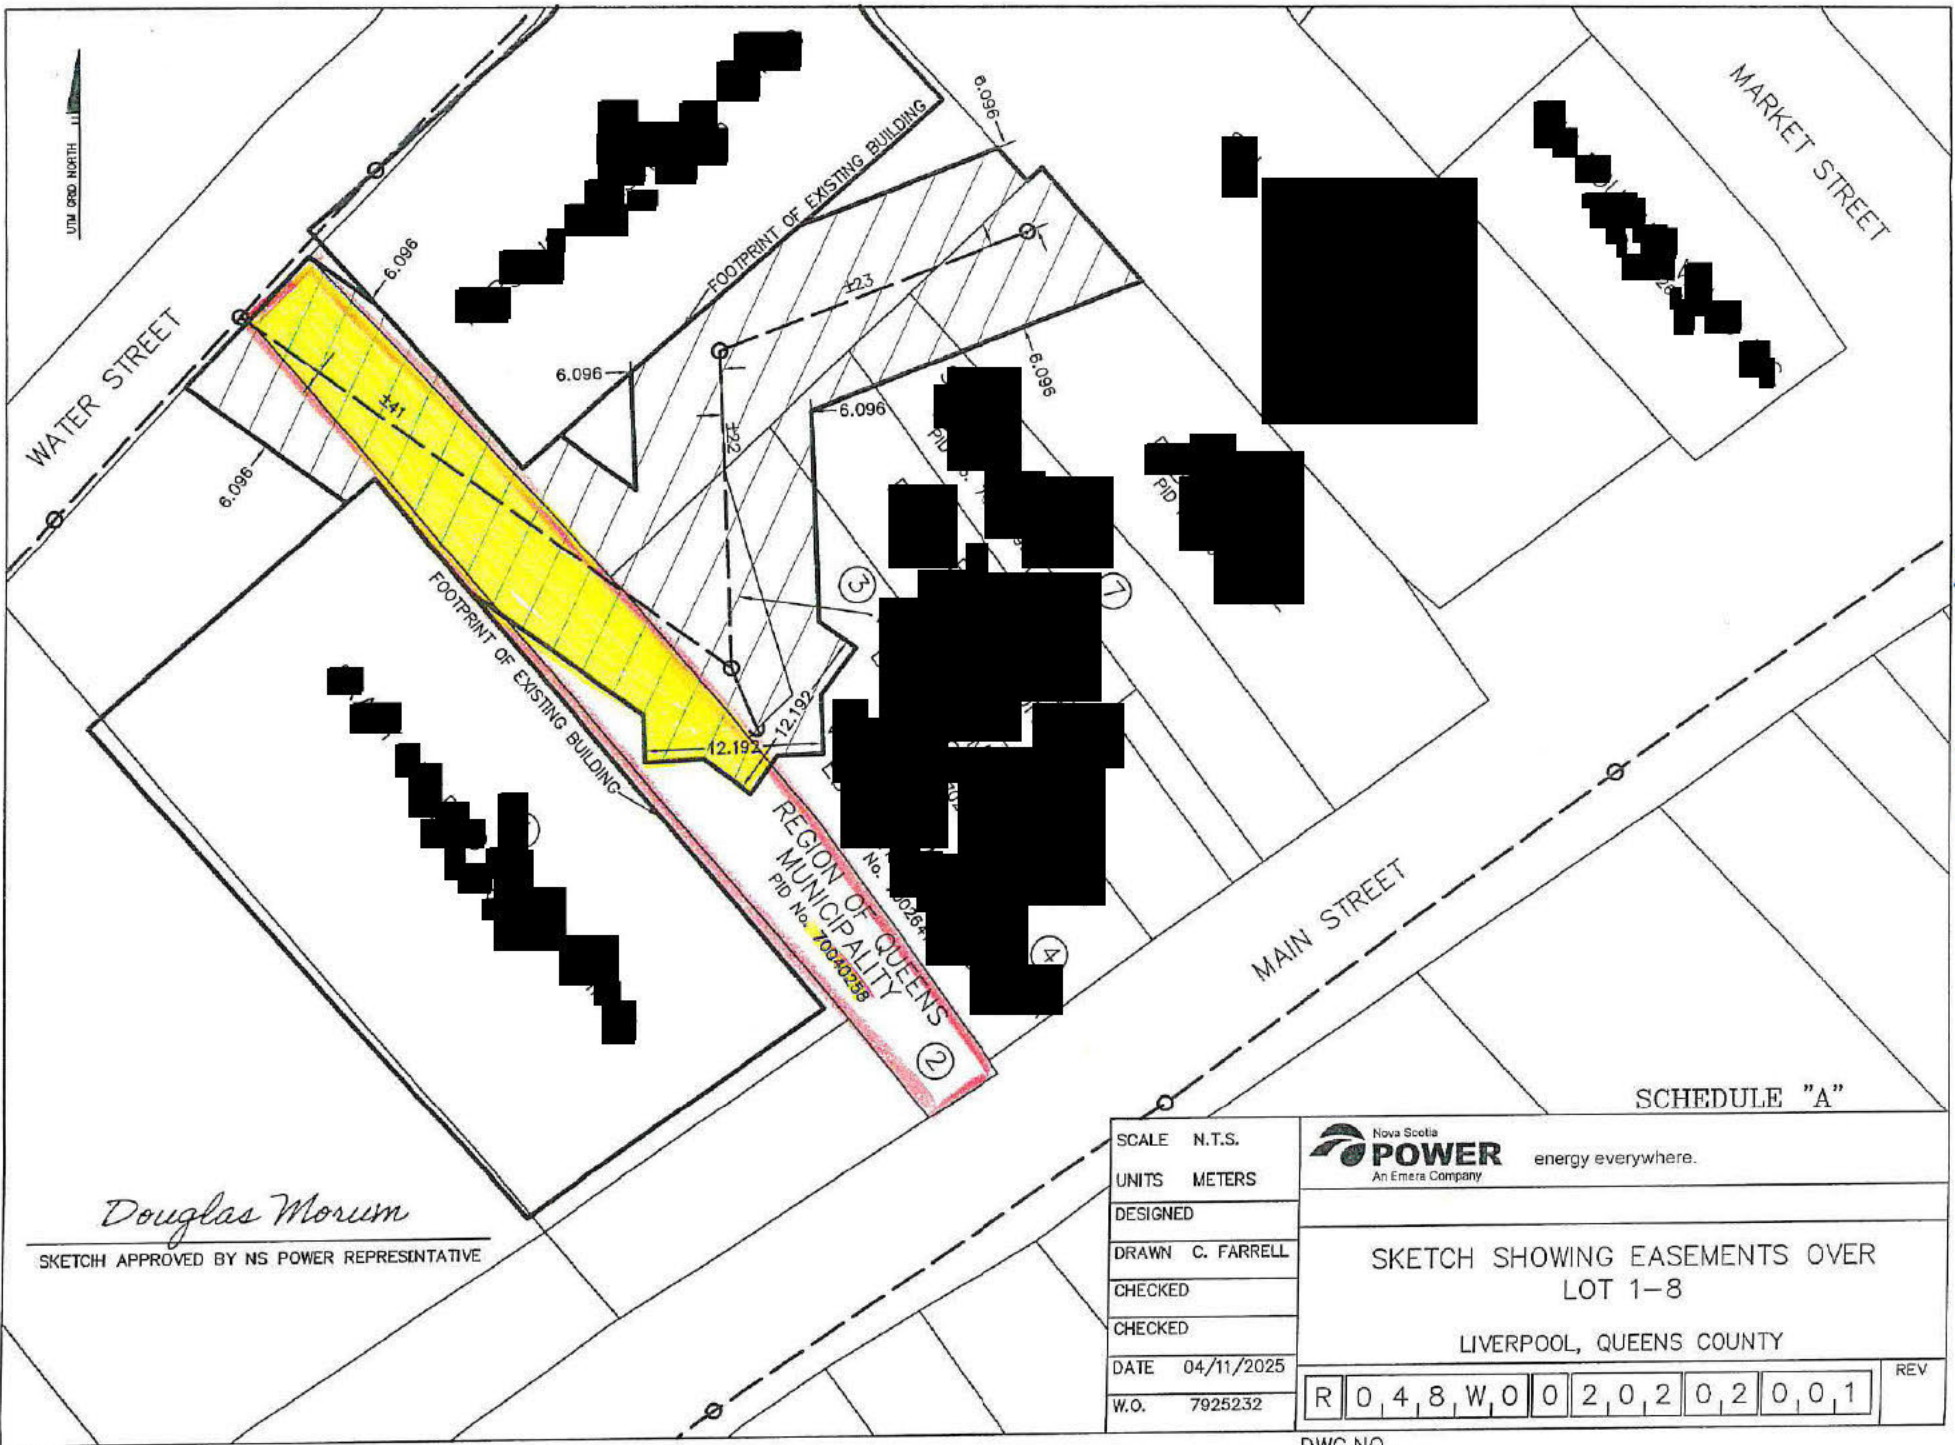 UTM GRID NORTH
WATER STREET
MARKET STREET
MAIN STREET
6.096
6.096
6.096
6.096
6.096
6.096
±41
±23
±22
12.192
12.192
FOOTPRINT OF EXISTING BUILDING
FOOTPRINT OF EXISTING BUILDING
PID
3
7
4
2
No.
REGION OF QUEENS
MUNICIPALITY
PID No. 70040258
Douglas Morum
SKETCH APPROVED BY NS POWER REPRESENTATIVE
SCHEDULE "A"
SCALE N.T.S.
UNITS METERS
DESIGNED
DRAWN C. FARRELL
CHECKED
CHECKED
DATE 04/11/2025
W.O. 7925232
Nova Scotia
POWER
An Emera Company
energy everywhere.
SKETCH SHOWING EASEMENTS OVER
LOT 1-8
LIVERPOOL, QUEENS COUNTY
R 0 4 8 W 0 0 2 0 2 0 2 0 0 1
REV
DWG NO